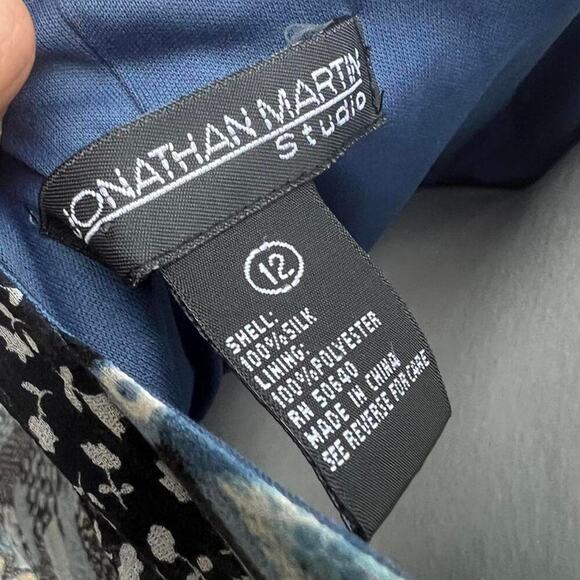 JONATHAN MARTIN
Studio
12
SHELL:
100%SILK
LINING:
100%POLYESTER
RN 50640
MADE IN CHINA
SEE REVERSE FOR CARE